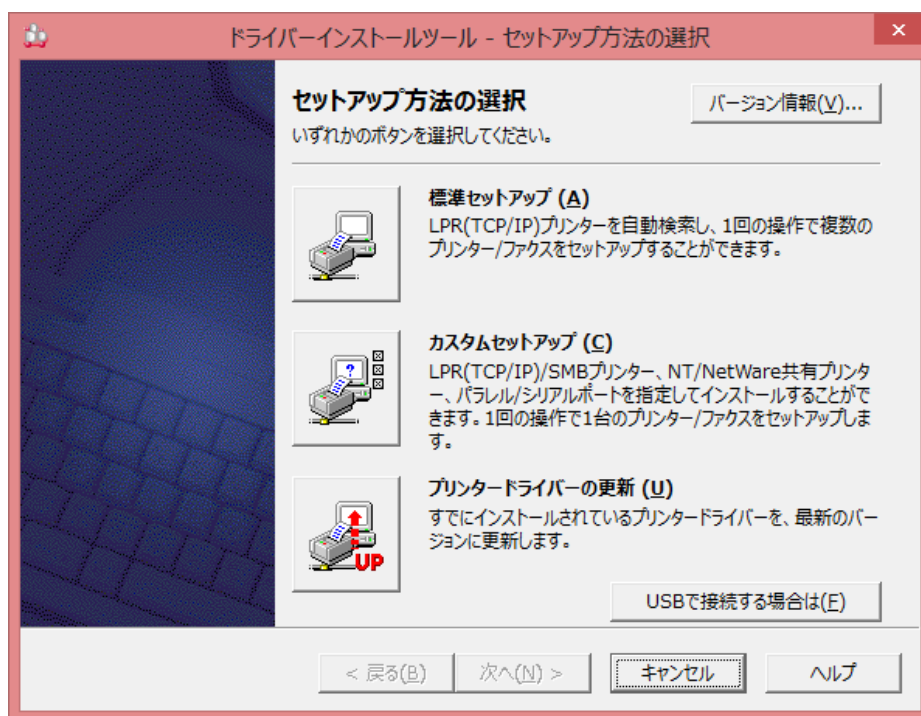 ドライバーインストールツール - セットアップ方法の選択
×
セットアップ方法の選択
バージョン情報(V)...
いずれかのボタンを選択してください。
標準セットアップ (A)
LPR(TCP/IP)プリンターを自動検索し、1回の操作で複数の
プリンター/ファクスをセットアップすることができます。
カスタムセットアップ (C)
LPR(TCP/IP)/SMBプリンター、NT/NetWare共有プリンタ
ー、パラレル/シリアルポートを指定してインストールすることがで
きます。1回の操作で1台のプリンター/ファクスをセットアップしま
す。
プリンタードライバーの更新 (U)
すでにインストールされているプリンタードライバーを、最新のバー
ジョンに更新します。
UP
USBで接続する場合は(F)
< 戻る(B)
次へ(N) >
キャンセル
ヘルプ